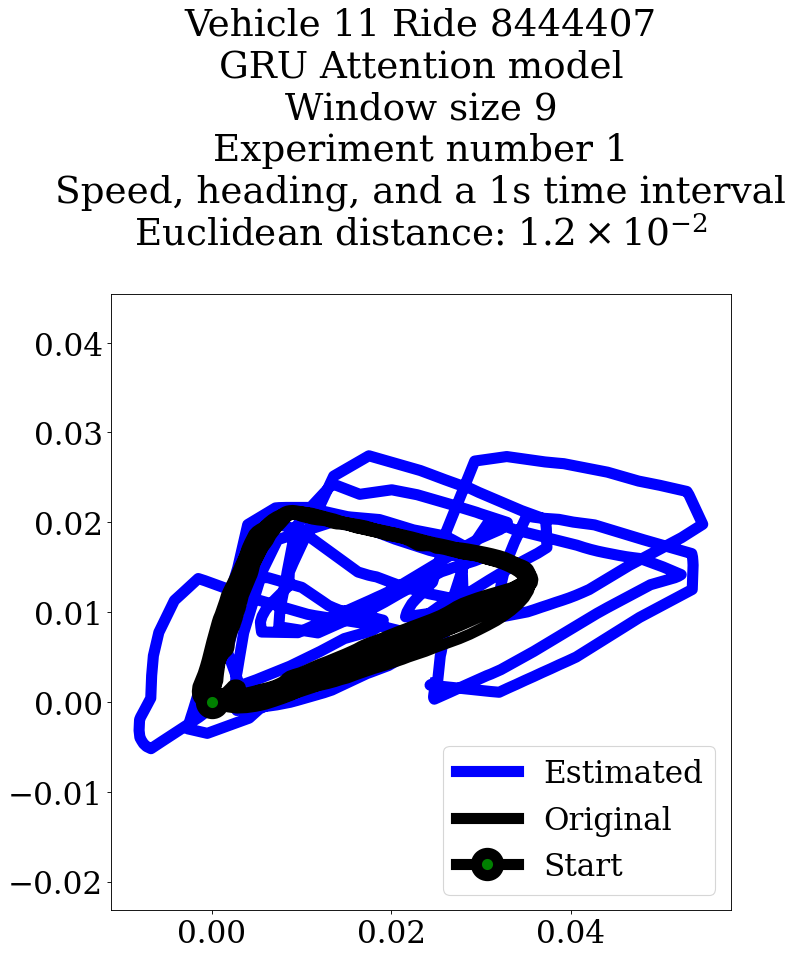 Vehicle 11 Ride 8444407
GRU Attention model
Window size 9
Experiment number 1
Speed, heading, and a 1s time interval
Euclidean distance: 1.2 × 10⁻²
0.04
0.03
0.02
0.01
0.00
−0.01
−0.02
Estimated
Original
Start
0.00 0.02 0.04